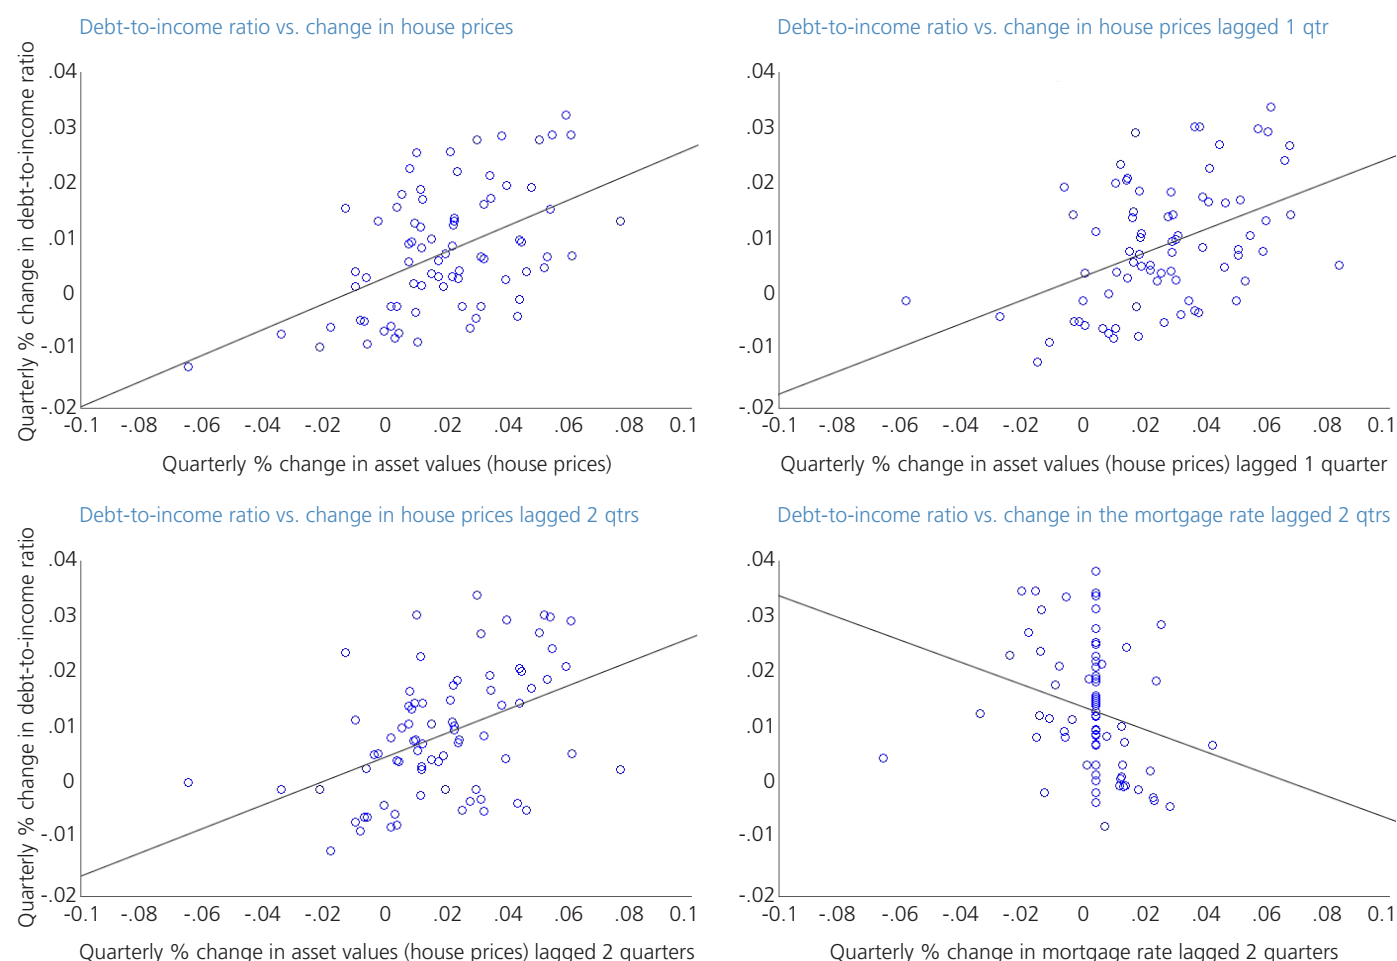 Debt-to-income ratio vs. change in house prices
Quarterly % change in debt-to-income ratio
.04
.03
.02
.01
0
-.01
-.02
-0.1 -.08 -.06 -.04 -.02 0 .02 .04 .06 .08 0.1
Quarterly % change in asset values (house prices)
Debt-to-income ratio vs. change in house prices lagged 1 qtr
.04
.03
.02
.01
0
-.01
-.02
-0.1 -.08 -.06 -.04 -.02 0 .02 .04 .06 .08 0.1
Quarterly % change in asset values (house prices) lagged 1 quarter
Debt-to-income ratio vs. change in house prices lagged 2 qtrs
Quarterly % change in debt-to-income ratio
.04
.03
.02
.01
0
-.01
-.02
-0.1 -.08 -.06 -.04 -.02 0 .02 .04 .06 .08 0.1
Quarterly % change in asset values (house prices) lagged 2 quarters
Debt-to-income ratio vs. change in the mortgage rate lagged 2 qtrs
.04
.03
.02
.01
0
-.01
-.02
-0.1 -.08 -.06 -.04 -.02 0 .02 .04 .06 .08 0.1
Quarterly % change in mortgage rate lagged 2 quarters